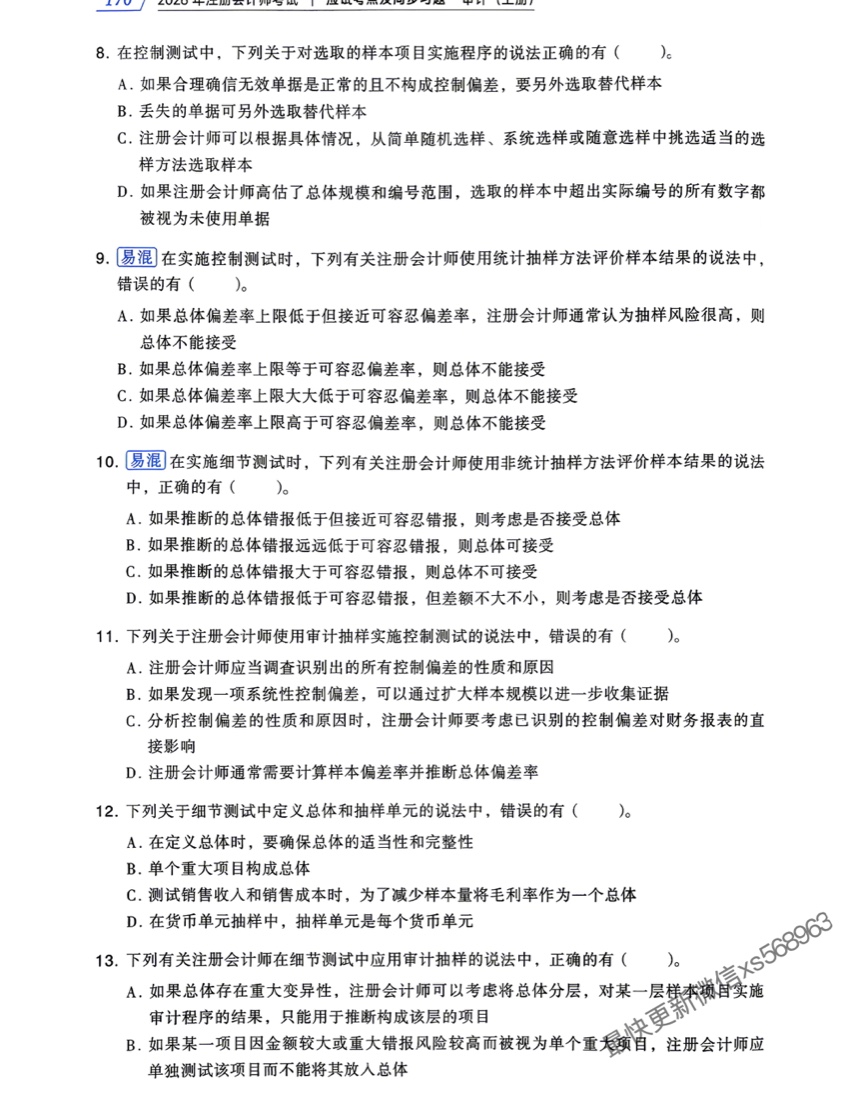 176 2026 年注册会计师考试 | 应试考点及同步习题 审计（上册）
8. 在控制测试中，下列关于对选取的样本项目实施程序的说法正确的有（　　）。
A. 如果合理确信无效单据是正常的且不构成控制偏差，要另外选取替代样本
B. 丢失的单据可另外选取替代样本
C. 注册会计师可以根据具体情况，从简单随机选样、系统选样或随意选样中挑选适当的选
样方法选取样本
D. 如果注册会计师高估了总体规模和编号范围，选取的样本中超出实际编号的所有数字都
被视为未使用单据
9. 易混 在实施控制测试时，下列有关注册会计师使用统计抽样方法评价样本结果的说法中，
错误的有（　　）。
A. 如果总体偏差率上限低于但接近可容忍偏差率，注册会计师通常认为抽样风险很高，则
总体不能接受
B. 如果总体偏差率上限等于可容忍偏差率，则总体不能接受
C. 如果总体偏差率上限大大低于可容忍偏差率，则总体不能接受
D. 如果总体偏差率上限高于可容忍偏差率，则总体不能接受
10. 易混 在实施细节测试时，下列有关注册会计师使用非统计抽样方法评价样本结果的说法
中，正确的有（　　）。
A. 如果推断的总体错报低于但接近可容忍错报，则考虑是否接受总体
B. 如果推断的总体错报远远低于可容忍错报，则总体可接受
C. 如果推断的总体错报大于可容忍错报，则总体不可接受
D. 如果推断的总体错报低于可容忍错报，但差额不大不小，则考虑是否接受总体
11. 下列关于注册会计师使用审计抽样实施控制测试的说法中，错误的有（　　）。
A. 注册会计师应当调查识别出的所有控制偏差的性质和原因
B. 如果发现一项系统性控制偏差，可以通过扩大样本规模以进一步收集证据
C. 分析控制偏差的性质和原因时，注册会计师要考虑已识别的控制偏差对财务报表的直
接影响
D. 注册会计师通常需要计算样本偏差率并推断总体偏差率
12. 下列关于细节测试中定义总体和抽样单元的说法中，错误的有（　　）。
A. 在定义总体时，要确保总体的适当性和完整性
B. 单个重大项目构成总体
C. 测试销售收入和销售成本时，为了减少样本量将毛利率作为一个总体
D. 在货币单元抽样中，抽样单元是每个货币单元
13. 下列有关注册会计师在细节测试中应用审计抽样的说法中，正确的有（　　）。
A. 如果总体存在重大变异性，注册会计师可以考虑将总体分层，对某一层样本项目实施
审计程序的结果，只能用于推断构成该层的项目
B. 如果某一项目因金额较大或重大错报风险较高而被视为单个重大项目，注册会计师应
单独测试该项目而不能将其放入总体
最快更新微信xs568963